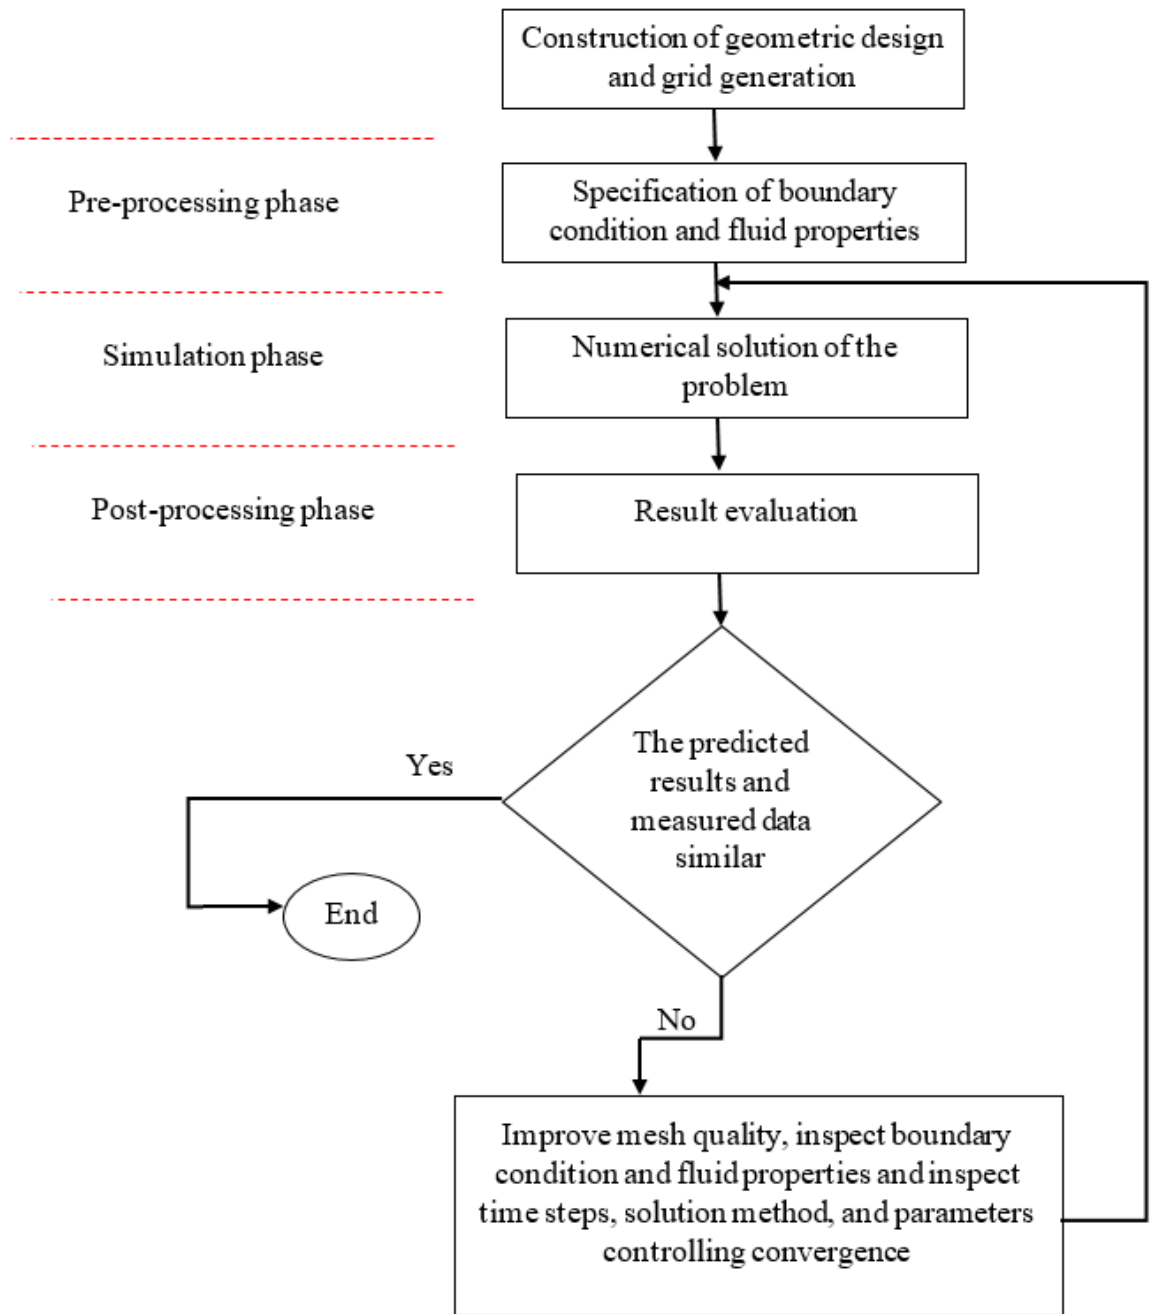 Construction of geometric design
and grid generation
Pre-processing phase
Specification of boundary
condition and fluid properties
Simulation phase
Numerical solution of the
problem
Post-processing phase
Result evaluation
The predicted
results and
measured data
similar
Yes
End
No
Improve mesh quality, inspect boundary
condition and fluid properties and inspect
time steps, solution method, and parameters
controlling convergence